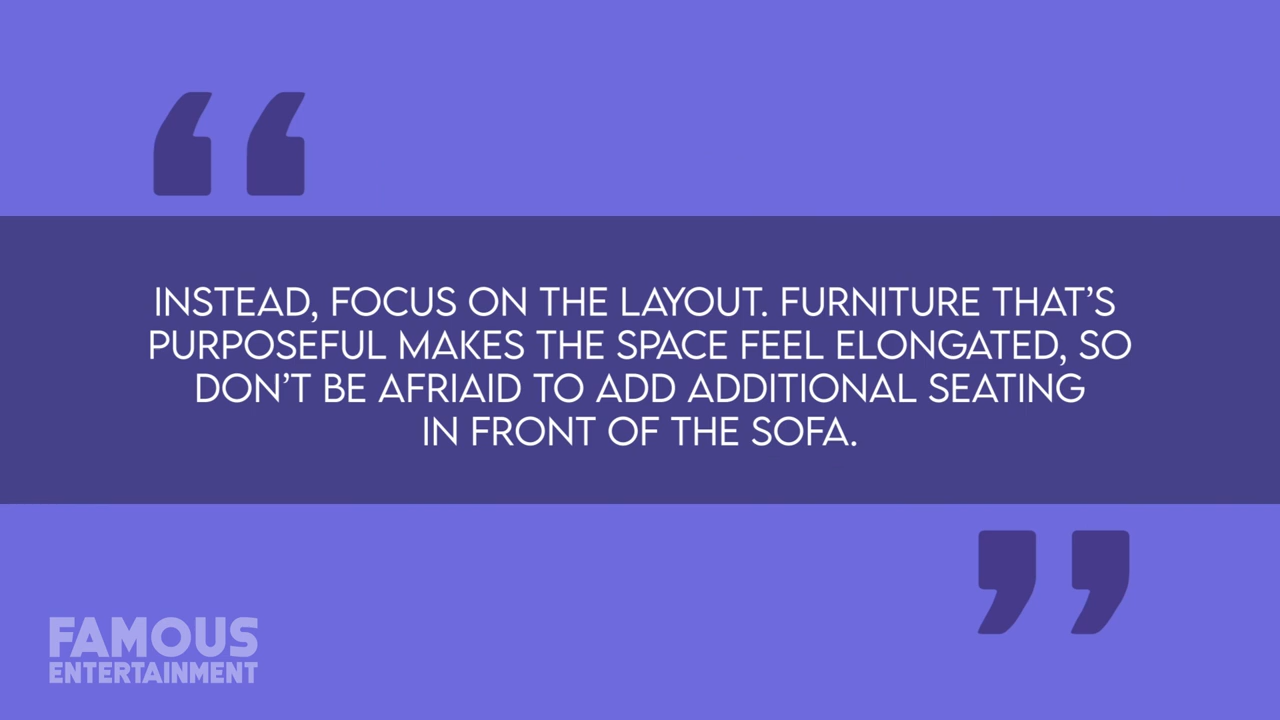 INSTEAD, FOCUS ON THE LAYOUT. FURNITURE THAT'S
PURPOSEFUL MAKES THE SPACE FEEL ELONGATED, SO
DON'T BE AFRIAID TO ADD ADDITIONAL SEATING
IN FRONT OF THE SOFA.
FAMOUS
ENTERTAINMENT